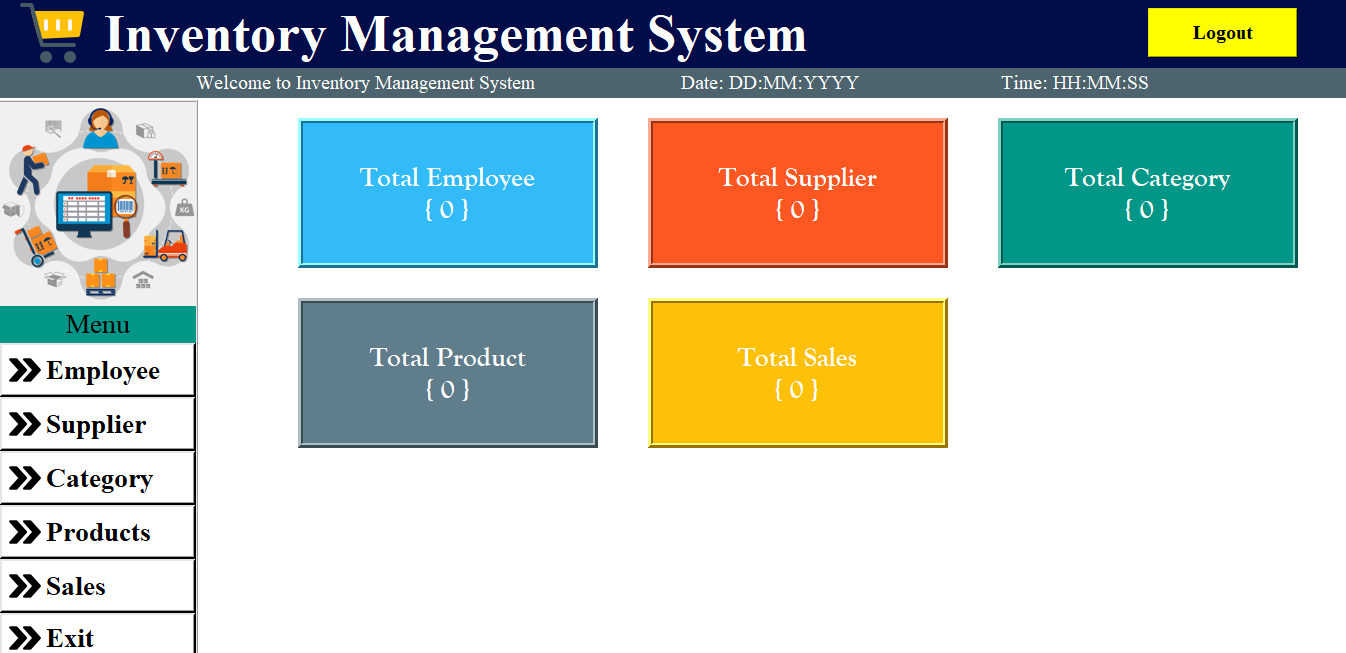 Inventory Management System
Logout
Welcome to Inventory Management System
Date: DD:MM:YYYY
Time: HH:MM:SS
Total Employee
{ 0 }
Total Supplier
{ 0 }
Total Category
{ 0 }
KG
Menu
Total Product
{ 0 }
Total Sales
{ 0 }
Employee
Supplier
Category
Products
Sales
Exit